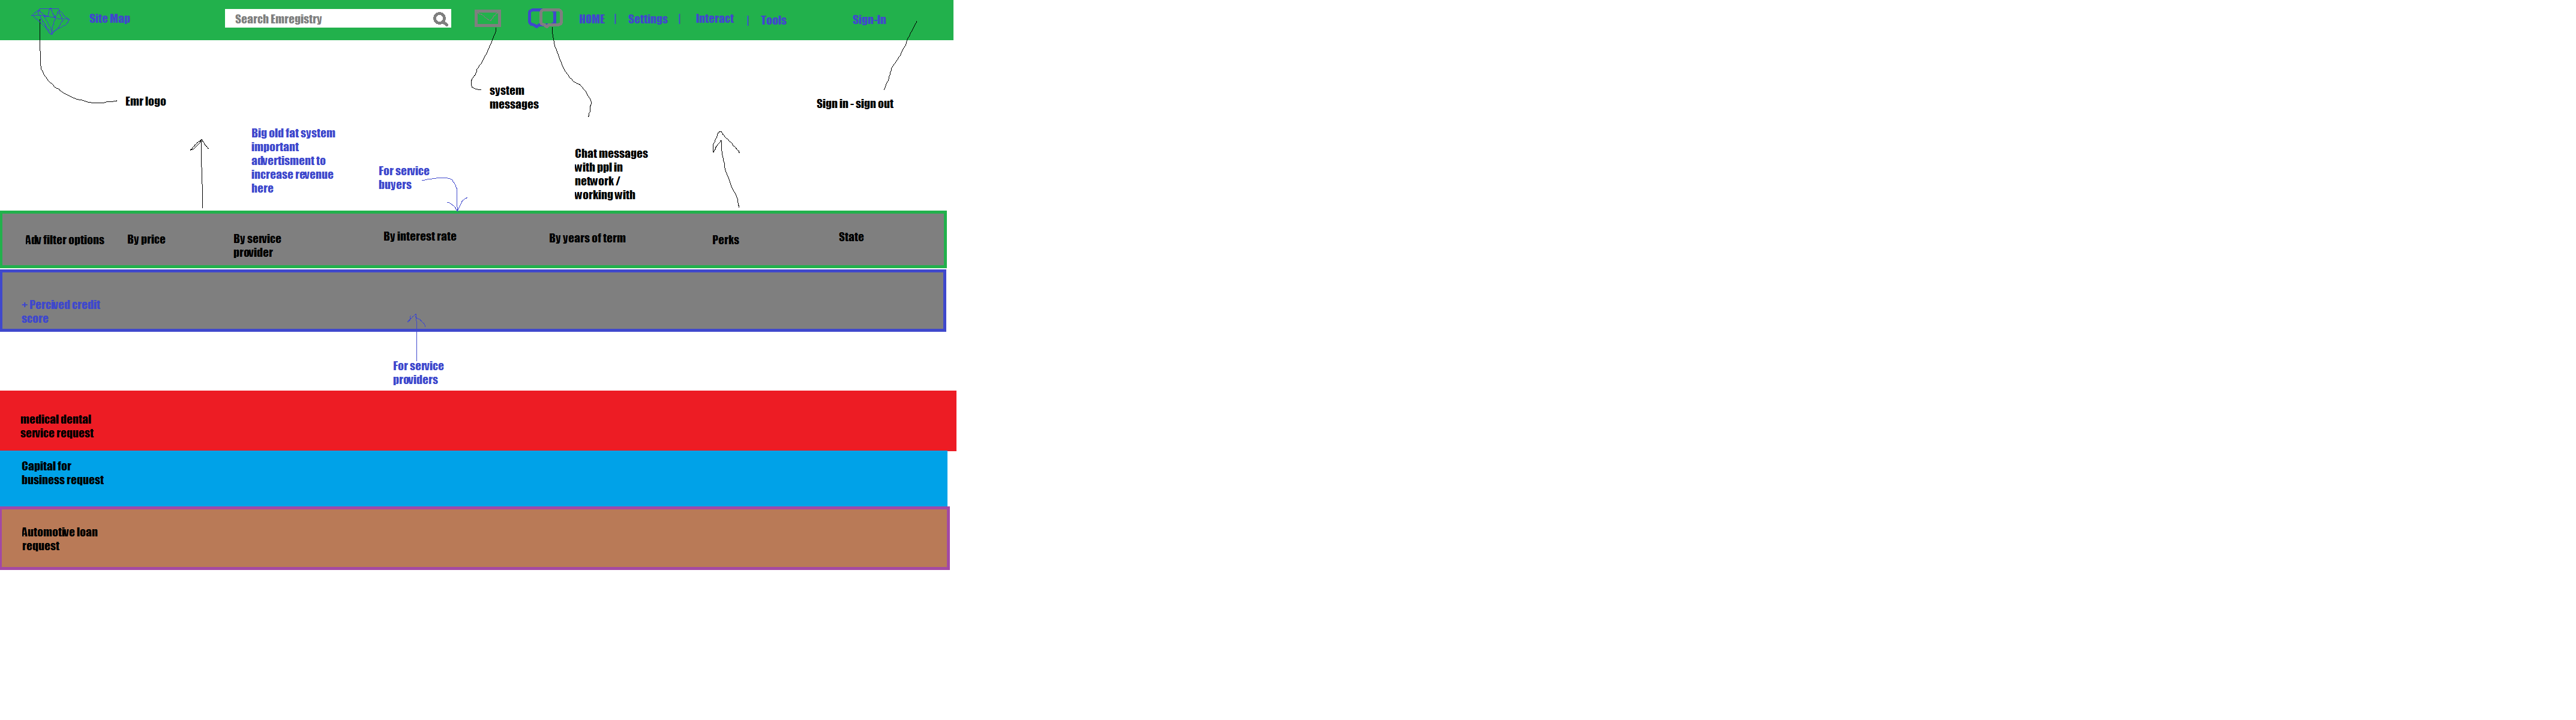 Site Map
Search Emregistry
HOME | Settings | Interact | Tools
Sign-In
Emr logo
system
messages
Sign in - sign out
Big old fat system
important
advertisment to
increase revenue
here
For service
buyers
Chat messages
with ppl in
network /
working with
Adv filter options
By price
By service
provider
By interest rate
By years of term
Perks
State
+ Percived credit
score
For service
providers
medical dental
service request
Capital for
business request
Automotive loan
request